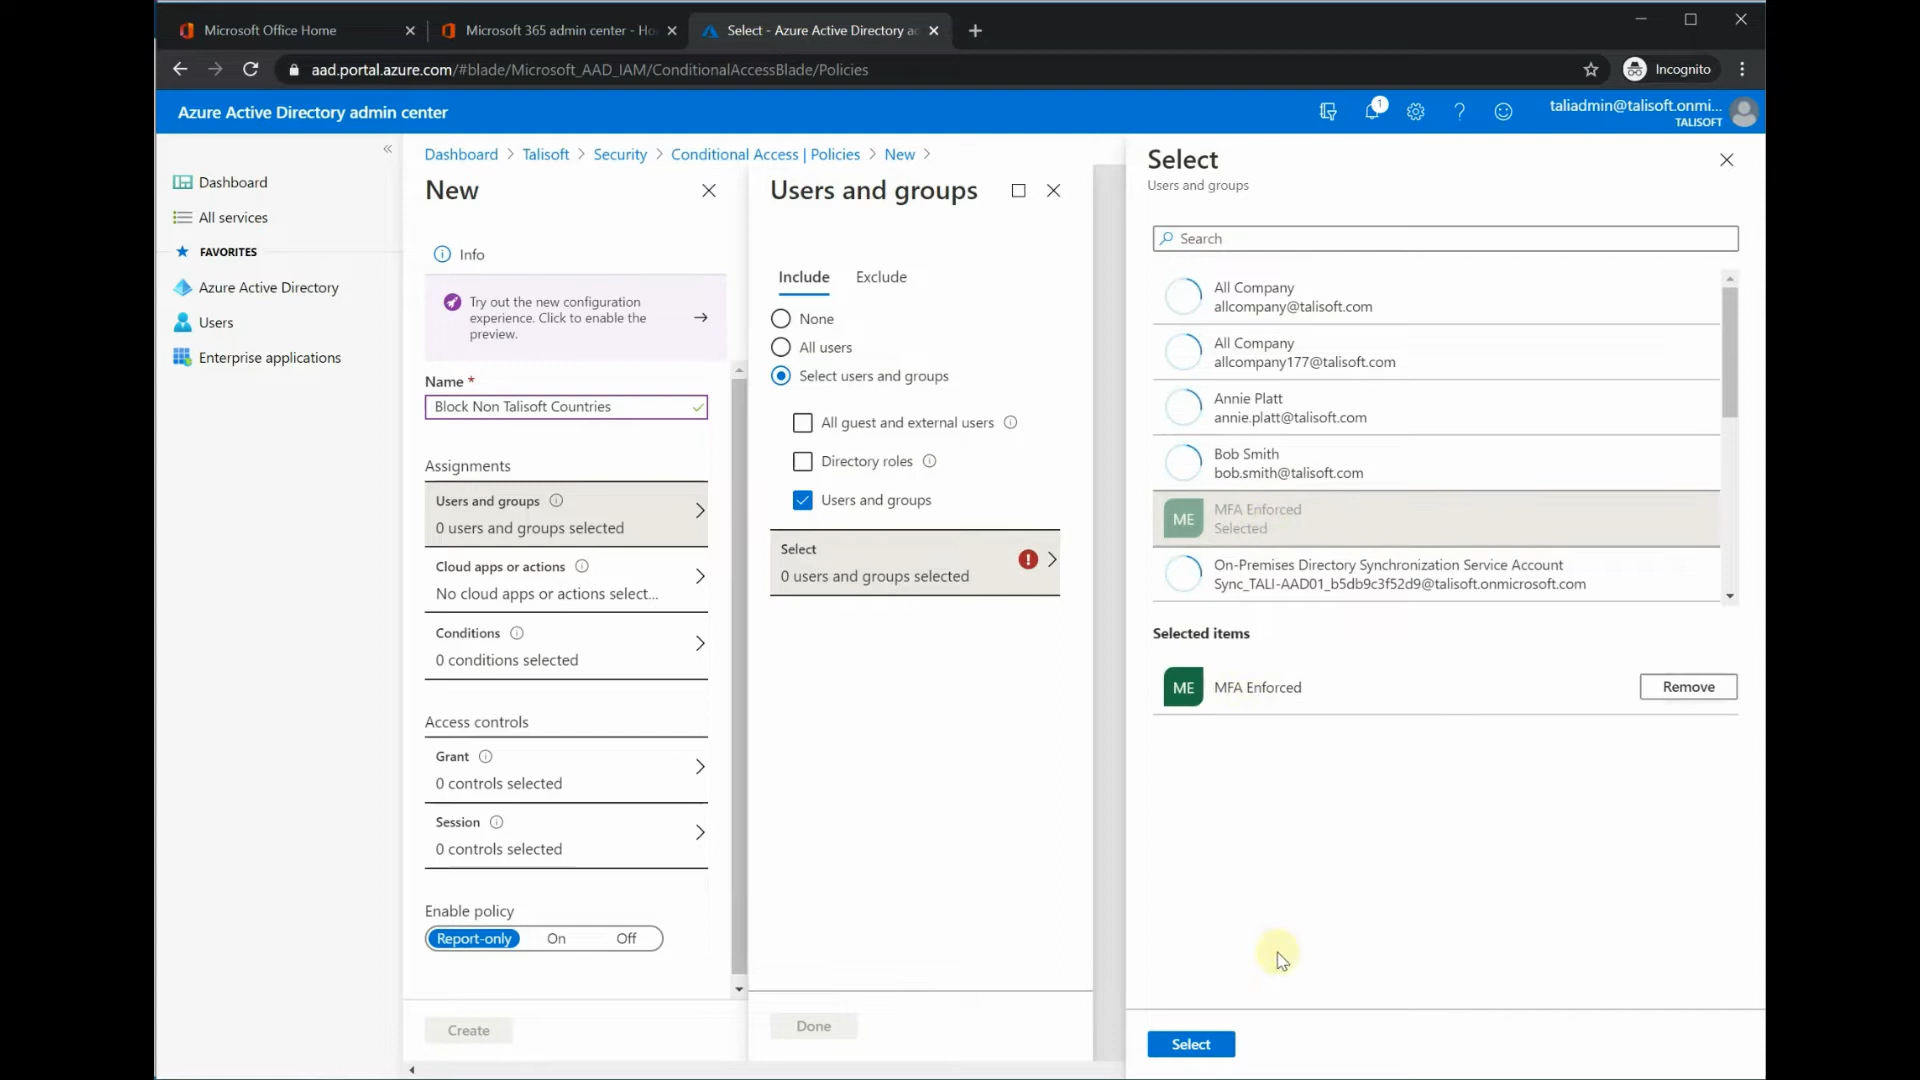 Microsoft Office Home
Microsoft 365 admin center - Ho
Select - Azure Active Directory a
aad.portal.azure.com/#blade/Microsoft_AAD_IAM/ConditionalAccessBlade/Policies
Incognito
Azure Active Directory admin center
1
taliadmin@talisoft.onmi...
TALISOFT
«
Dashboard
All services
FAVORITES
Azure Active Directory
Users
Enterprise applications
Dashboard > Talisoft > Security > Conditional Access | Policies > New >
New
Info
Try out the new configuration
experience. Click to enable the
preview.
Name *
Block Non Talisoft Countries
Assignments
Users and groups
0 users and groups selected
Cloud apps or actions
No cloud apps or actions select...
Conditions
0 conditions selected
Access controls
Grant
0 controls selected
Session
0 controls selected
Enable policy
Report-only On Off
Create
Users and groups
Include Exclude
None
All users
Select users and groups
All guest and external users
Directory roles
Users and groups
Select
0 users and groups selected
Done
Select
Users and groups
Search
All Company
allcompany@talisoft.com
All Company
allcompany177@talisoft.com
Annie Platt
annie.platt@talisoft.com
Bob Smith
bob.smith@talisoft.com
ME
MFA Enforced
Selected
On-Premises Directory Synchronization Service Account
Sync_TALI-AAD01_b5db9c3f52d9@talisoft.onmicrosoft.com
Selected items
ME
MFA Enforced
Remove
Select